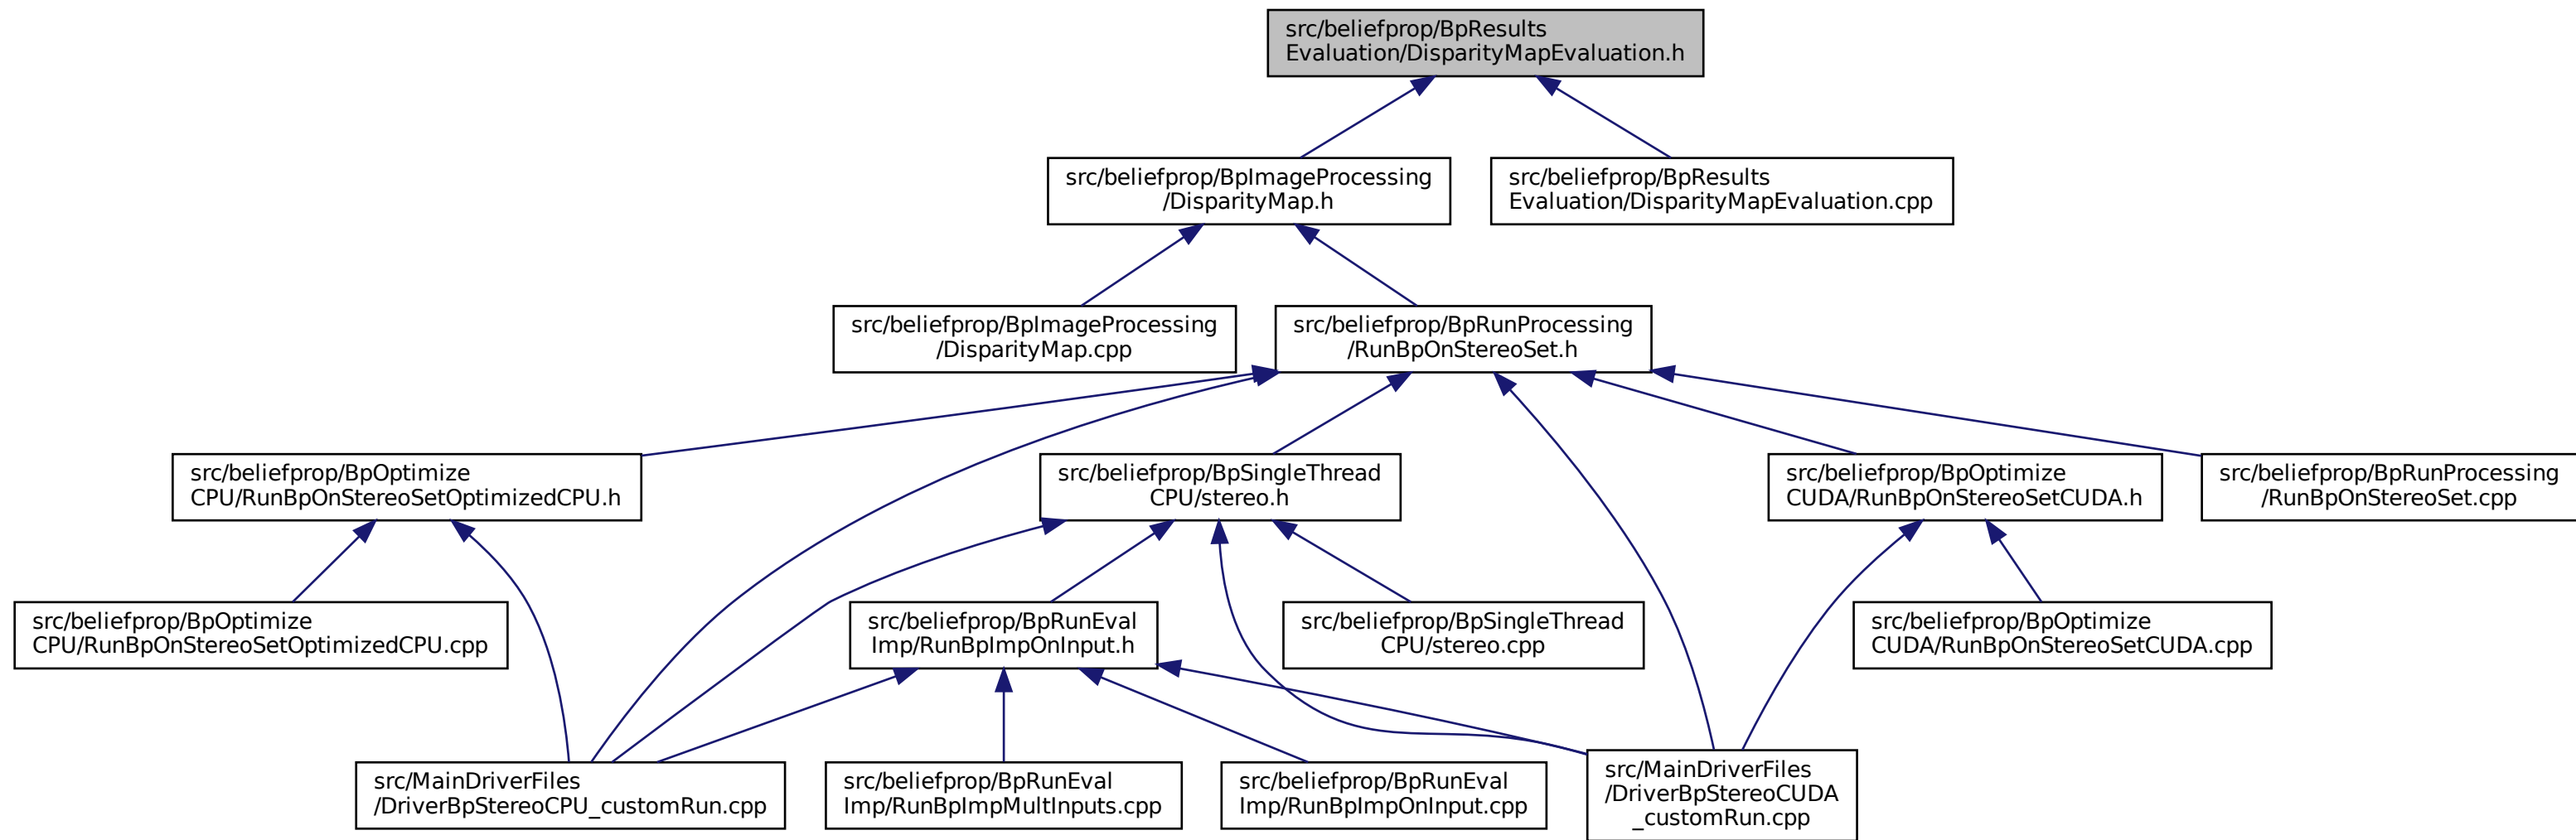 src/beliefprop/BpResults
Evaluation/DisparityMapEvaluation.h
src/beliefprop/BpImageProcessing
/DisparityMap.h
src/beliefprop/BpResults
Evaluation/DisparityMapEvaluation.cpp
src/beliefprop/BpImageProcessing
/DisparityMap.cpp
src/beliefprop/BpRunProcessing
/RunBpOnStereoSet.h
src/beliefprop/BpOptimize
CPU/RunBpOnStereoSetOptimizedCPU.h
src/beliefprop/BpSingleThread
CPU/stereo.h
src/beliefprop/BpOptimize
CUDA/RunBpOnStereoSetCUDA.h
src/beliefprop/BpRunProcessing
/RunBpOnStereoSet.cpp
src/beliefprop/BpOptimize
CPU/RunBpOnStereoSetOptimizedCPU.cpp
src/beliefprop/BpRunEval
Imp/RunBpImpOnInput.h
src/beliefprop/BpSingleThread
CPU/stereo.cpp
src/beliefprop/BpOptimize
CUDA/RunBpOnStereoSetCUDA.cpp
src/MainDriverFiles
/DriverBpStereoCPU_customRun.cpp
src/beliefprop/BpRunEval
Imp/RunBpImpMultInputs.cpp
src/beliefprop/BpRunEval
Imp/RunBpImpOnInput.cpp
src/MainDriverFiles
/DriverBpStereoCUDA
_customRun.cpp